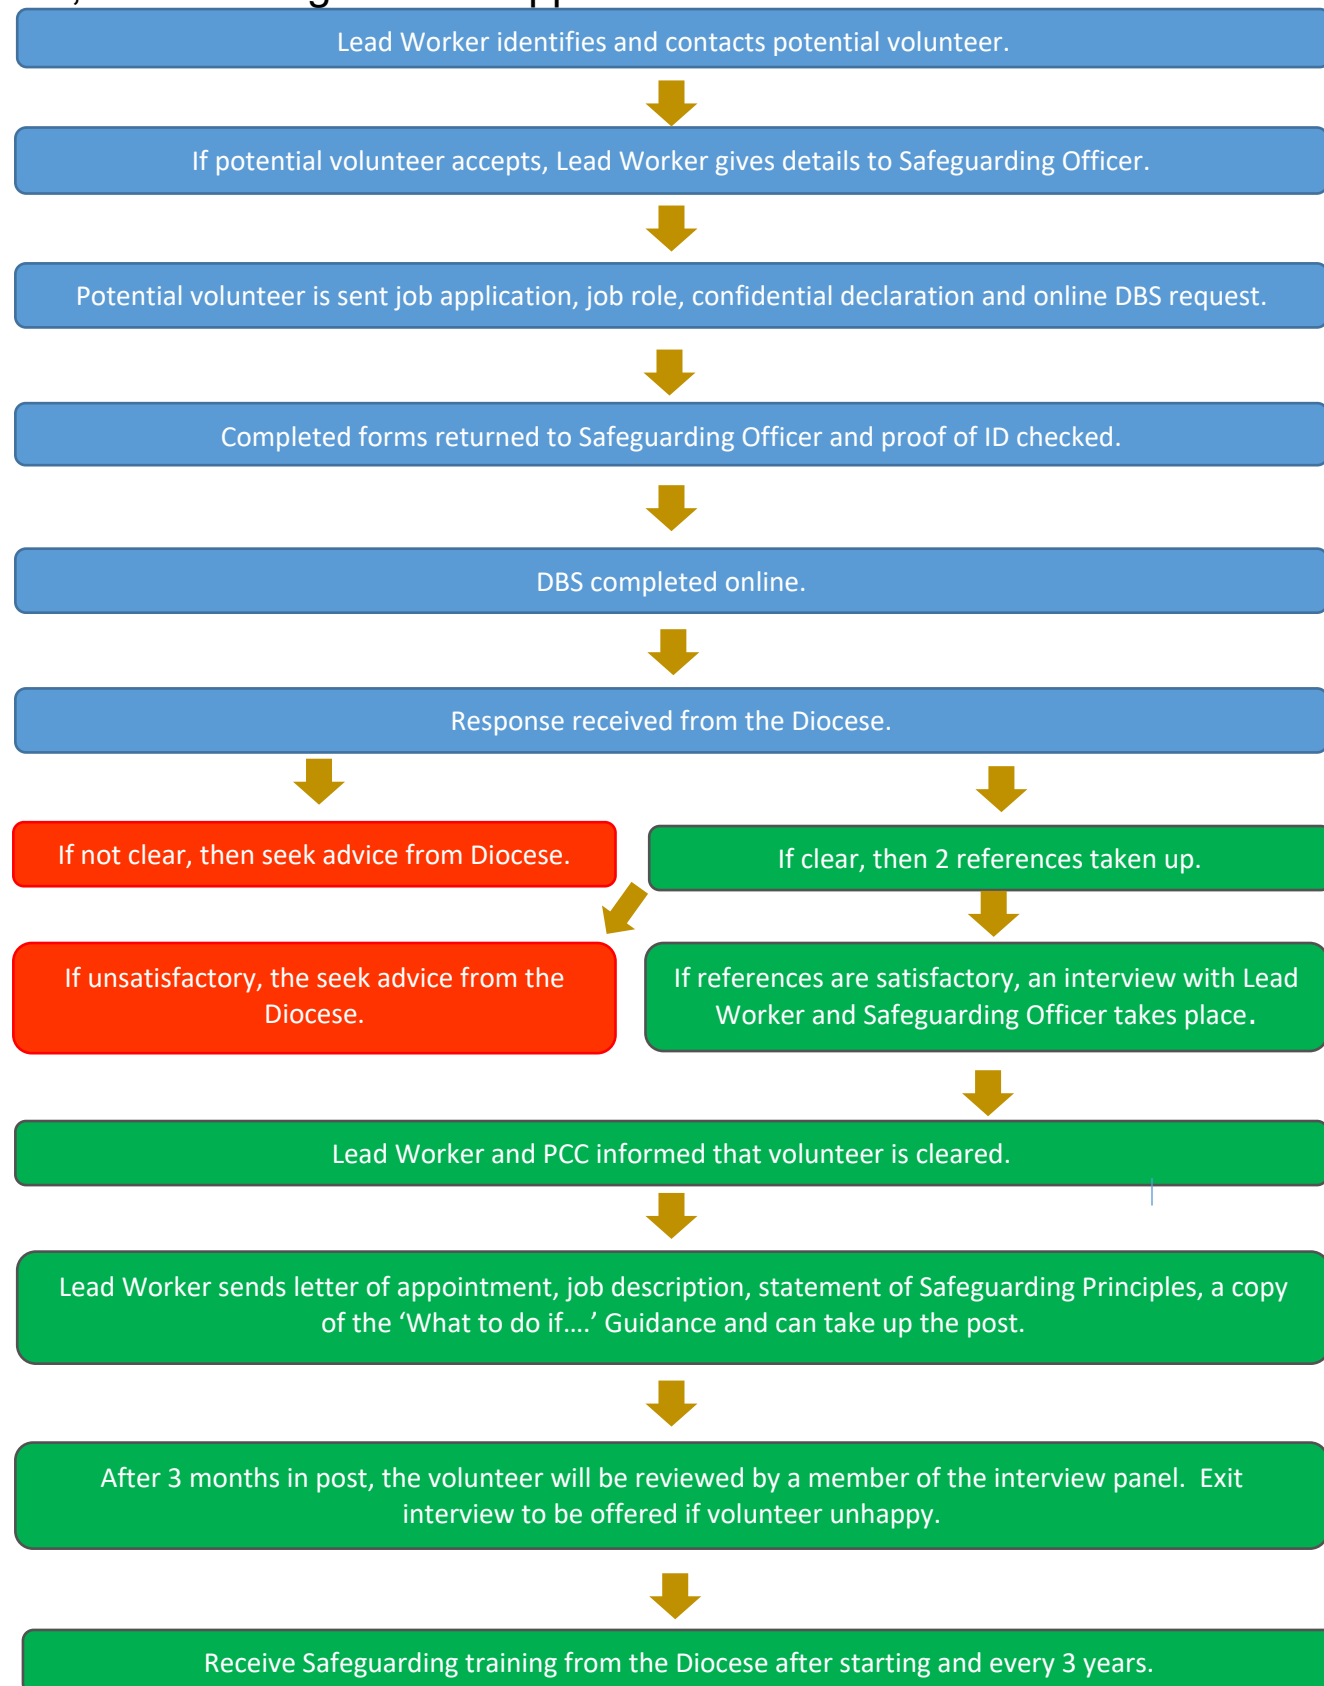 Lead Worker identifies and contacts potential volunteer.
If potential volunteer accepts, Lead Worker gives details to Safeguarding Officer.
Potential volunteer is sent job application, job role, confidential declaration and online DBS request.
Completed forms returned to Safeguarding Officer and proof of ID checked.
DBS completed online.
Response received from the Diocese.
If not clear, then seek advice from Diocese.
If clear, then 2 references taken up.
If unsatisfactory, the seek advice from the
Diocese.
If references are satisfactory, an interview with Lead
Worker and Safeguarding Officer takes place.
Lead Worker and PCC informed that volunteer is cleared.
Lead Worker sends letter of appointment, job description, statement of Safeguarding Principles, a copy
of the ‘What to do if….’ Guidance and can take up the post.
After 3 months in post, the volunteer will be reviewed by a member of the interview panel.  Exit
interview to be offered if volunteer unhappy.
Receive Safeguarding training from the Diocese after starting and every 3 years.